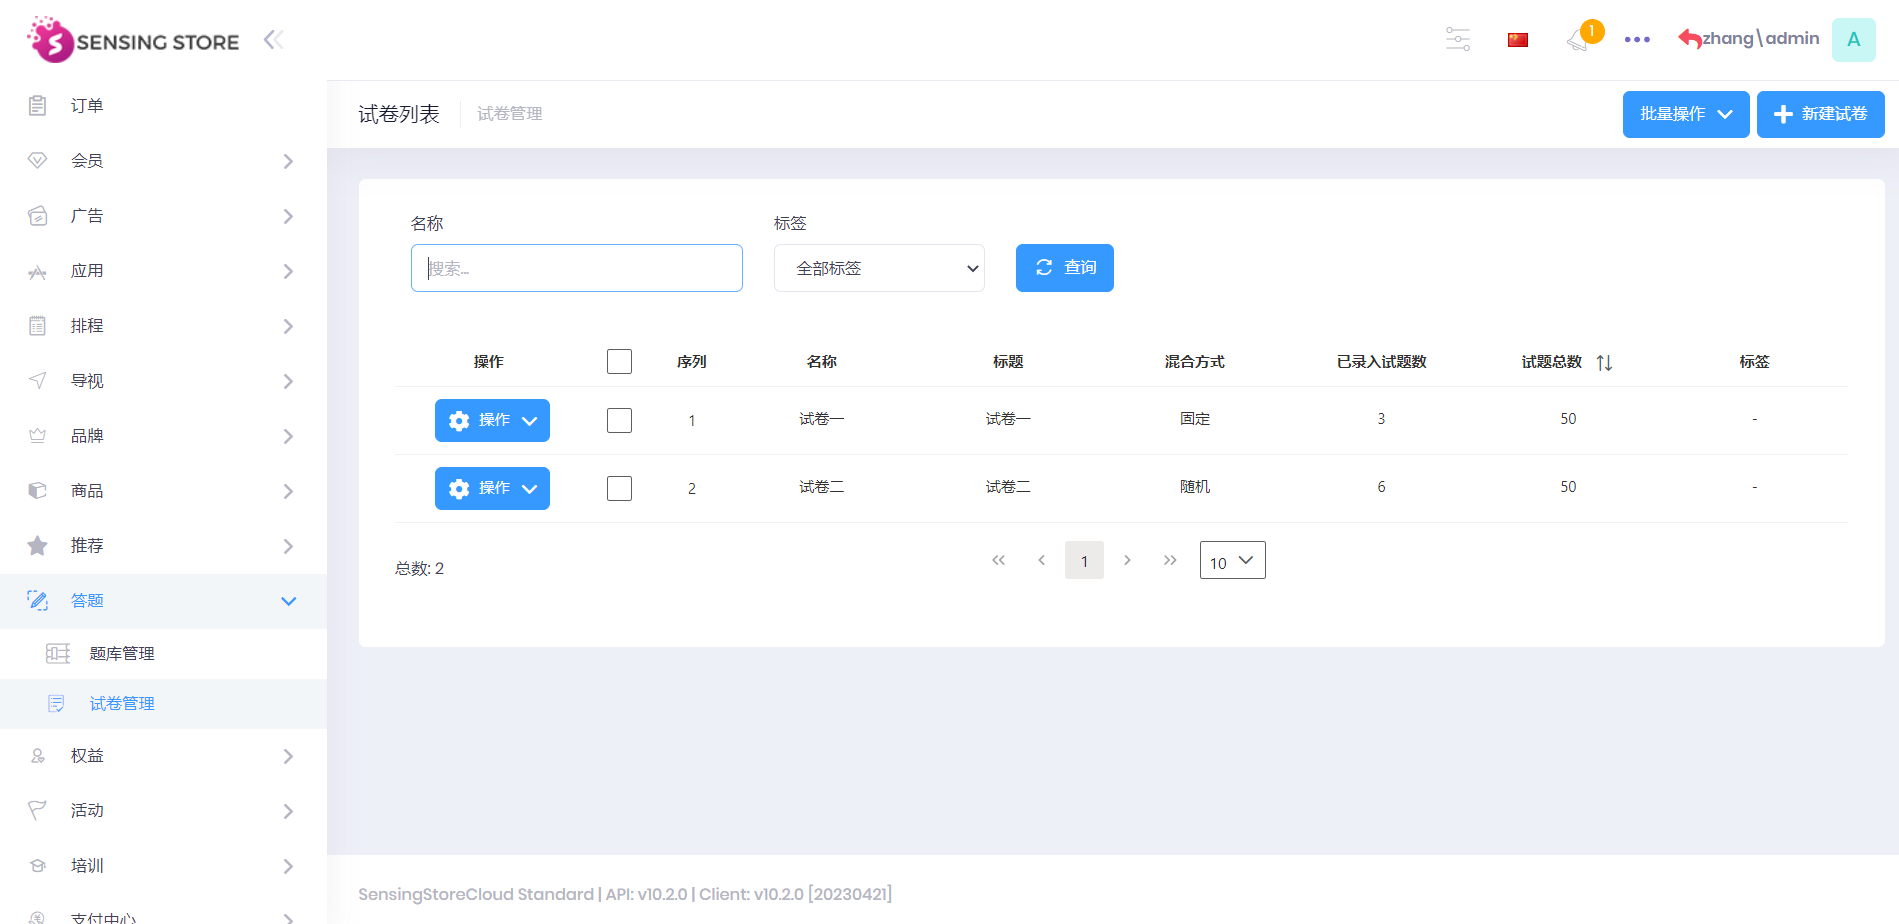 SENSING STORE
1
zhang\admin
A
订单
会员
广告
应用
排程
导视
品牌
商品
推荐
答题
题库管理
试卷管理
权益
活动
培训
支付中心
试卷列表 试卷管理
批量操作 新建试卷
名称 标签
搜索... 全部标签 查询
操作 序列 名称 标题 混合方式 已录入试题数 试题总数 标签
操作 1 试卷一 试卷一 固定 3 50 -
操作 2 试卷二 试卷二 随机 6 50 -
总数: 2 1 10
SensingStoreCloud Standard | API: v10.2.0 | Client: v10.2.0 [20230421]